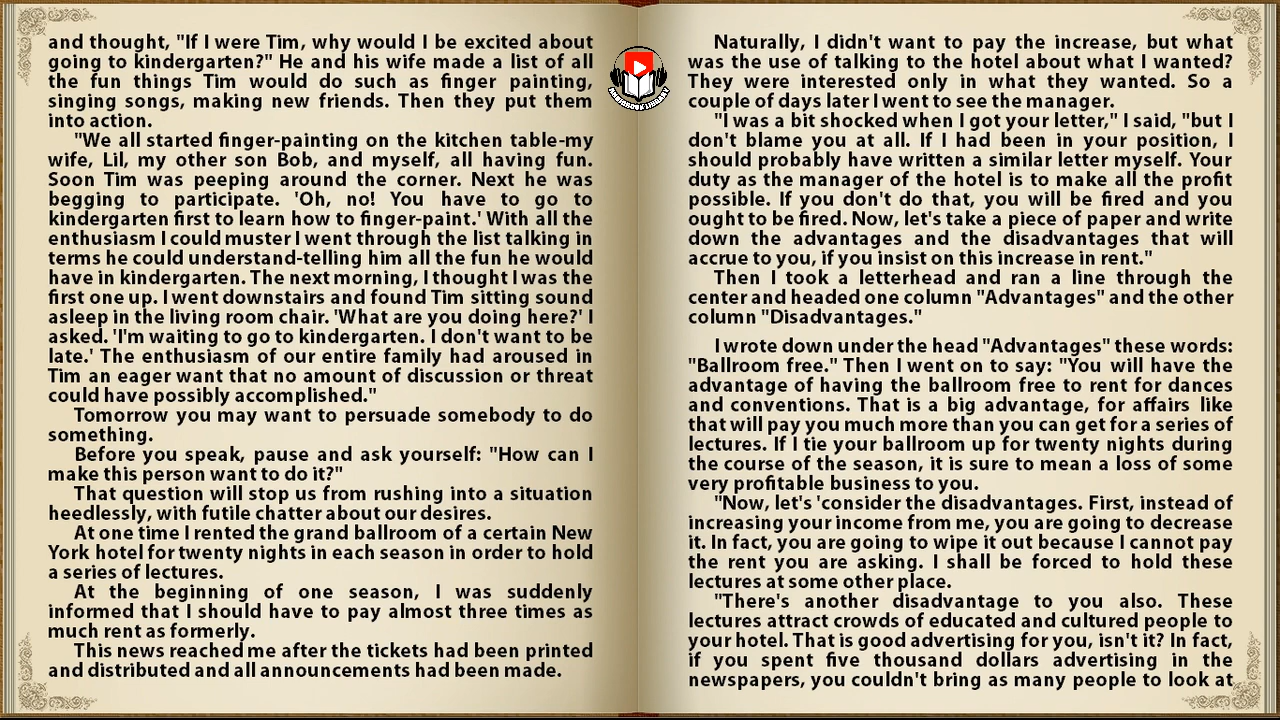 and thought, "If I were Tim, why would I be excited about
going to kindergarten?" He and his wife made a list of all
the fun things Tim would do such as finger painting,
singing songs, making new friends. Then they put them
into action.
"We all started finger-painting on the kitchen table-my
wife, Lil, my other son Bob, and myself, all having fun.
Soon Tim was peeping around the corner. Next he was
begging to participate. 'Oh, no! You have to go to
kindergarten first to learn how to finger-paint.' With all the
enthusiasm I could muster I went through the list talking in
terms he could understand-telling him all the fun he would
have in kindergarten. The next morning, I thought I was the
first one up. I went downstairs and found Tim sitting sound
asleep in the living room chair. 'What are you doing here?' I
asked. 'I'm waiting to go to kindergarten. I don't want to be
late.' The enthusiasm of our entire family had aroused in
Tim an eager want that no amount of discussion or threat
could have possibly accomplished."
Tomorrow you may want to persuade somebody to do
something.
Before you speak, pause and ask yourself: "How can I
make this person want to do it?"
That question will stop us from rushing into a situation
heedlessly, with futile chatter about our desires.
At one time I rented the grand ballroom of a certain New
York hotel for twenty nights in each season in order to hold
a series of lectures.
At the beginning of one season, I was suddenly
informed that I should have to pay almost three times as
much rent as formerly.
This news reached me after the tickets had been printed
and distributed and all announcements had been made.
AUDIOBOOK LIBRARY
Naturally, I didn't want to pay the increase, but what
was the use of talking to the hotel about what I wanted?
They were interested only in what they wanted. So a
couple of days later I went to see the manager.
"I was a bit shocked when I got your letter," I said, "but I
don't blame you at all. If I had been in your position, I
should probably have written a similar letter myself. Your
duty as the manager of the hotel is to make all the profit
possible. If you don't do that, you will be fired and you
ought to be fired. Now, let's take a piece of paper and write
down the advantages and the disadvantages that will
accrue to you, if you insist on this increase in rent."
Then I took a letterhead and ran a line through the
center and headed one column "Advantages" and the other
column "Disadvantages."
I wrote down under the head "Advantages" these words:
"Ballroom free." Then I went on to say: "You will have the
advantage of having the ballroom free to rent for dances
and conventions. That is a big advantage, for affairs like
that will pay you much more than you can get for a series of
lectures. If I tie your ballroom up for twenty nights during
the course of the season, it is sure to mean a loss of some
very profitable business to you.
"Now, let's 'consider the disadvantages. First, instead of
increasing your income from me, you are going to decrease
it. In fact, you are going to wipe it out because I cannot pay
the rent you are asking. I shall be forced to hold these
lectures at some other place.
"There's another disadvantage to you also. These
lectures attract crowds of educated and cultured people to
your hotel. That is good advertising for you, isn't it? In fact,
if you spent five thousand dollars advertising in the
newspapers, you couldn't bring as many people to look at